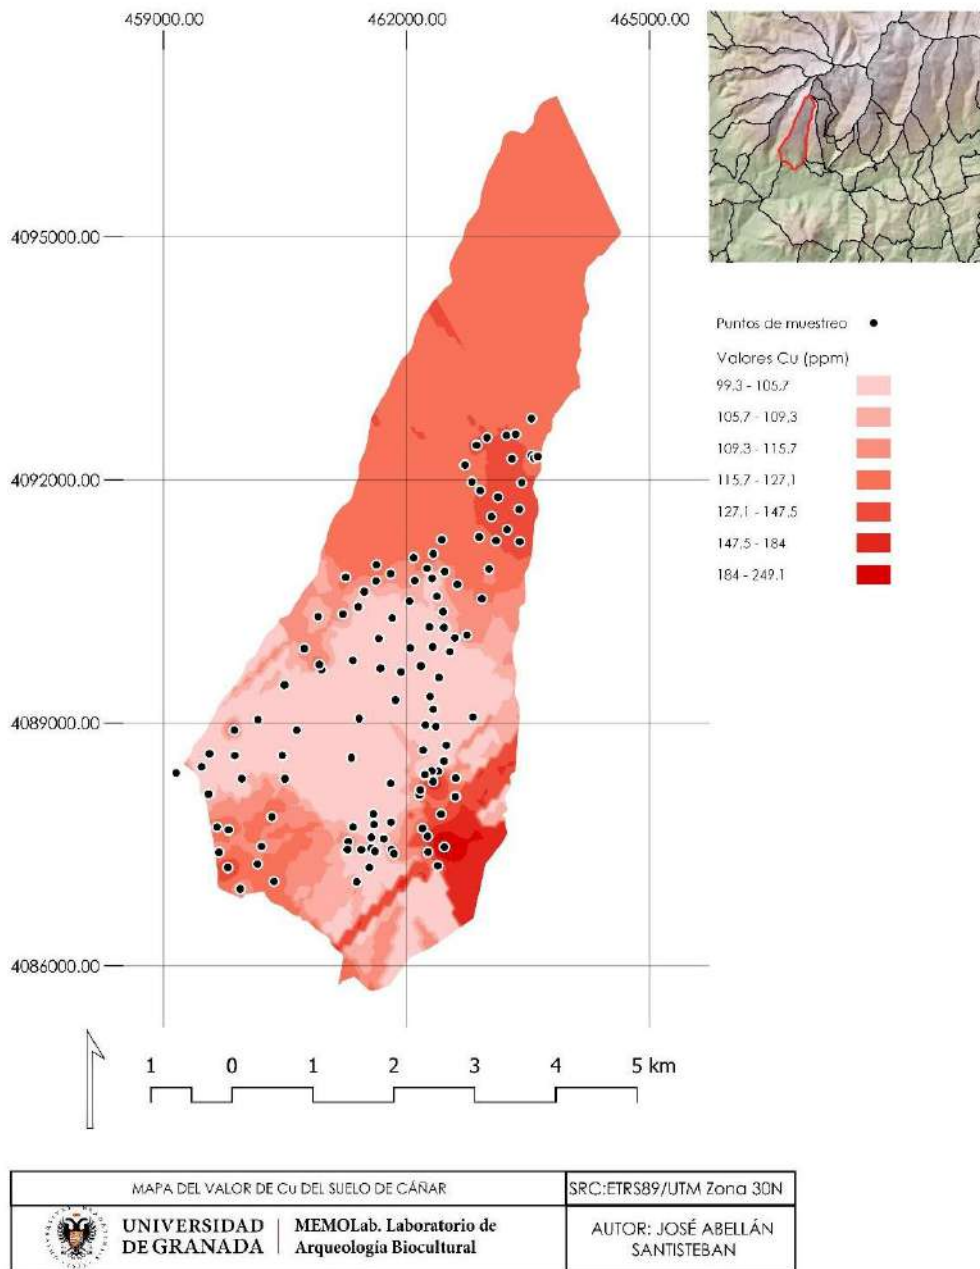 459000.00 462000.00 465000.00
4095000.00
4092000.00
4089000.00
4086000.00
Puntos de muestreo
Valores Cu (ppm)
99.3 - 105.7
105.7 - 109.3
109.3 - 115.7
115.7 - 127.1
127.1 - 147.5
147.5 - 184
184 - 249.1
1 0 1 2 3 4 5 km
MAPA DEL VALOR DE Cu DEL SUELO DE CÁÑAR
SRC:ETRS89/UTM Zona 30N
UNIVERSIDAD
DE GRANADA
MEMOLab. Laboratorio de
Arqueología Biocultural
AUTOR: JOSÉ ABELLÁN
SANTISTEBAN